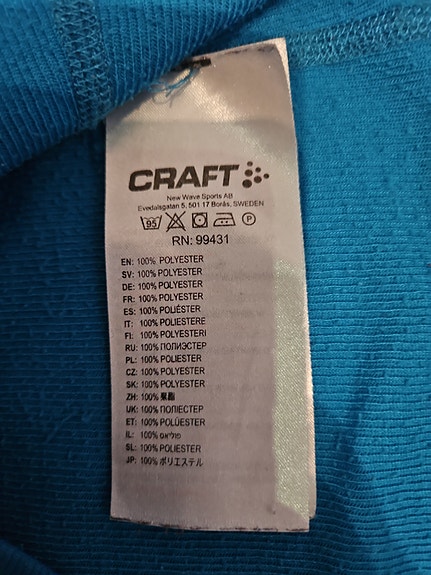 CRAFT
New Wave Sports AB
Evedalsgatan 5, 501 17 Borås, SWEDEN
95 P
RN: 99431
EN: 100% POLYESTER
SV: 100% POLYESTER
DE: 100% POLYESTER
FR: 100% POLYESTER
ES: 100% POLIÉSTER
IT: 100% POLIESTERE
FI: 100% POLYESTERI
RU: 100% ПОЛИЭСТЕР
PL: 100% POLIESTER
CZ: 100% POLYESTER
SK: 100% POLYESTER
ZH: 100% 聚酯
UK: 100% ПОЛІЕСТЕР
ET: 100% POLÜESTER
IL: 100% פוליאסטר
SL: 100% POLIESTER
JP: 100% ポリエステル